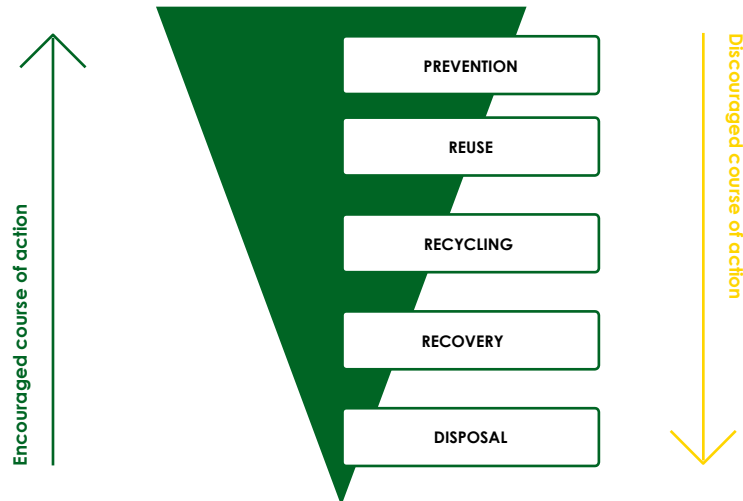 PREVENTION
REUSE
RECYCLING
RECOVERY
DISPOSAL
Encouraged course of action
Discouraged course of action